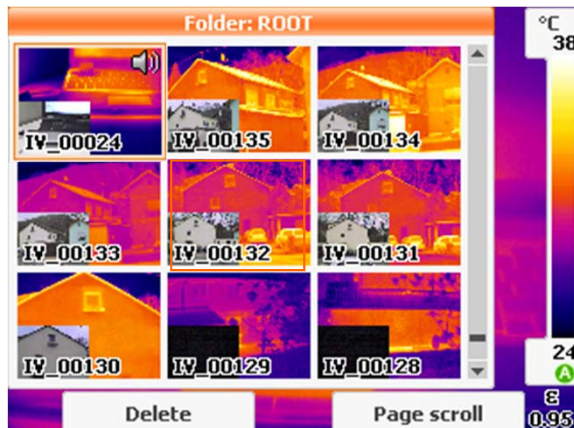 Folder: ROOT
°C
38
IV_00024
IV_00135
IV_00134
IV_00133
IV_00132
IV_00131
IV_00130
IV_00129
IV_00128
24
A
ε
0.95
Delete
Page scroll